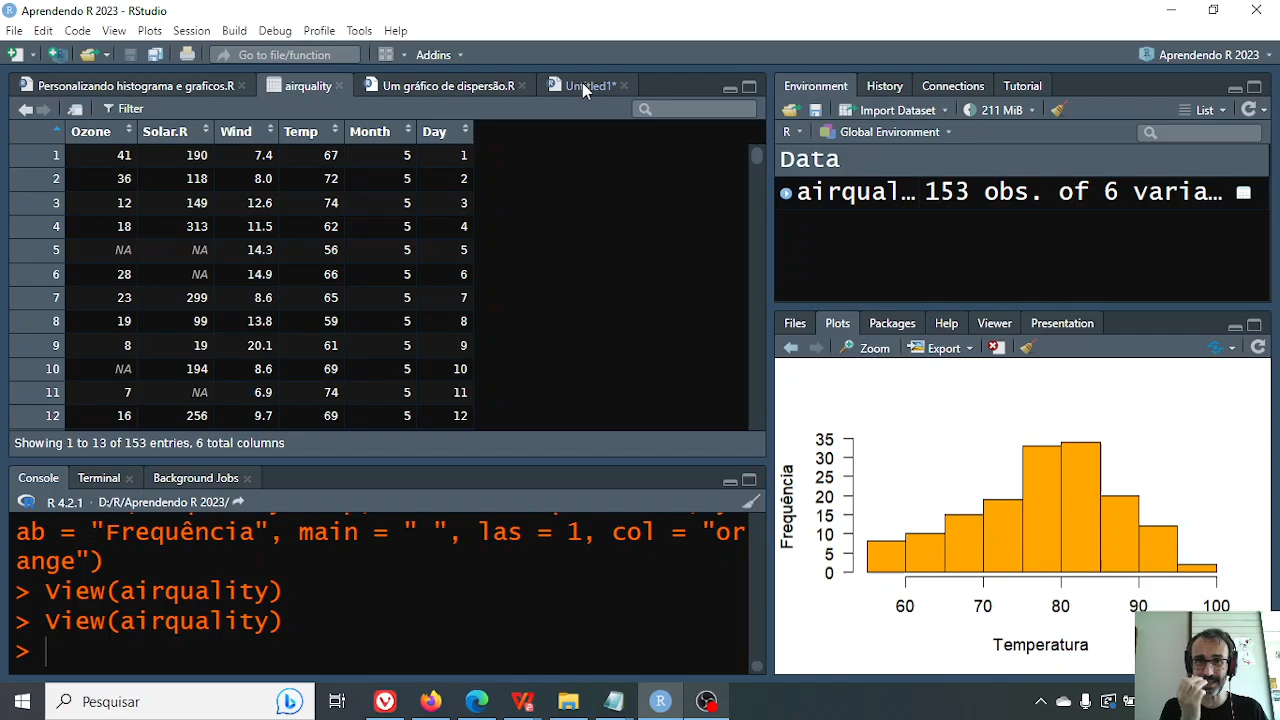 Aprendendo R 2023 - RStudio
File Edit Code View Plots Session Build Debug Profile Tools Help
Go to file/function Addins Aprendendo R 2023
Personalizando histograma e graficos.R airquality Um gráfico de dispersão.R Untitled1*
Filter
Ozone Solar.R Wind Temp Month Day
1 41 190 7.4 67 5 1
2 36 118 8.0 72 5 2
3 12 149 12.6 74 5 3
4 18 313 11.5 62 5 4
5 NA NA 14.3 56 5 5
6 28 NA 14.9 66 5 6
7 23 299 8.6 65 5 7
8 19 99 13.8 59 5 8
9 8 19 20.1 61 5 9
10 NA 194 8.6 69 5 10
11 7 NA 6.9 74 5 11
12 16 256 9.7 69 5 12
Showing 1 to 13 of 153 entries, 6 total columns
Console Terminal Background Jobs
R 4.2.1 · D:/R/Aprendendo R 2023/
ab = "Frequência", main = " ", las = 1, col = "or
ange")
> View(airquality)
> View(airquality)
>
Environment History Connections Tutorial
Import Dataset 211 MiB List
R Global Environment
Data
airqual… 153 obs. of 6 varia…
Files Plots Packages Help Viewer Presentation
Zoom Export
Frequência
35
30
25
20
15
10
5
0
60 70 80 90 100
Temperatura
Pesquisar